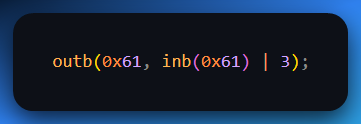 outb(0x61, inb(0x61) | 3);